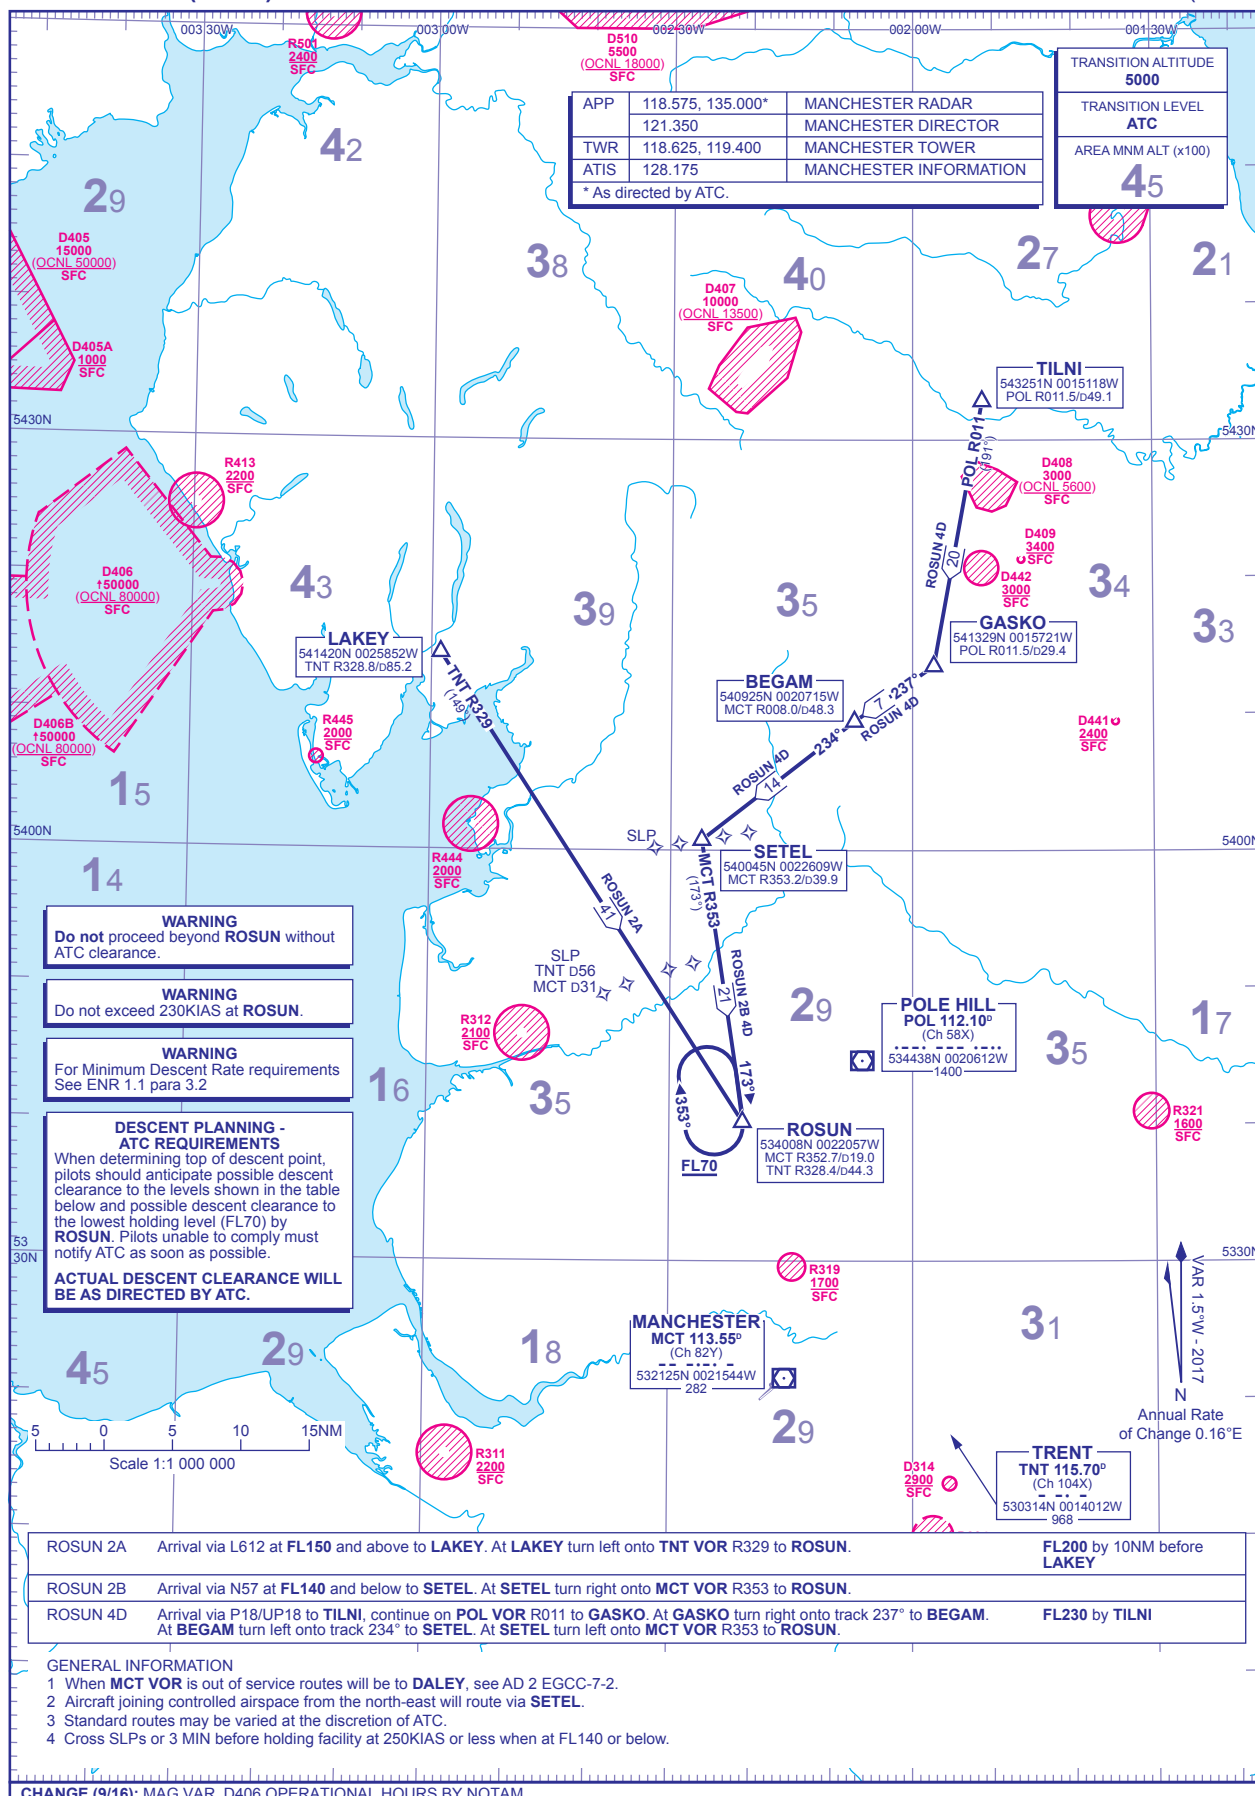 003 30W
003 00W
002 30W
002 00W
001 30W
R501
2400
SFC
D510
5500
(OCNL 18000)
SFC
TRANSITION ALTITUDE
5000
TRANSITION LEVEL
ATC
AREA MNM ALT (x100)
45
APP 118.575, 135.000* MANCHESTER RADAR
121.350 MANCHESTER DIRECTOR
TWR 118.625, 119.400 MANCHESTER TOWER
ATIS 128.175 MANCHESTER INFORMATION
* As directed by ATC.
42
29
38
40
27
21
D405
15000
(OCNL 50000)
SFC
D405A
1000
SFC
D407
10000
(OCNL 13500)
SFC
TILNI
543251N 0015118W
POL R011.5/D49.1
5430N
5430N
POL R011
(191°)
R413
2200
SFC
D408
3000
(OCNL 5600)
SFC
D409
3400
SFC
D442
3000
SFC
ROSUN 4D
20
D406
↑50000
(OCNL 80000)
SFC
43
39
35
34
33
LAKEY
541420N 0025852W
TNT R328.8/D85.2
GASKO
541329N 0015721W
POL R011.5/D29.4
BEGAM
540925N 0020715W
MCT R008.0/D48.3
TNT R329
(149°)
237°
7
ROSUN 4D
234°
D406B
↑50000
(OCNL 80000)
SFC
R445
2000
SFC
D441
2400
SFC
15
ROSUN 4D
14
5400N
5400N
SLP
SETEL
540045N 0022609W
MCT R353.2/D39.9
R444
2000
SFC
14
MCT R353
(173°)
ROSUN 2A
41
WARNING
Do not proceed beyond ROSUN without
ATC clearance.
SLP
TNT D56
MCT D31
ROSUN 2B 4D
21
WARNING
Do not exceed 230KIAS at ROSUN.
29
POLE HILL
POL 112.10D
(Ch 58X)
534438N 0020612W
1400
17
R312
2100
SFC
WARNING
For Minimum Descent Rate requirements
See ENR 1.1 para 3.2
16
35
35
173°
353°
R321
1600
SFC
DESCENT PLANNING -
ATC REQUIREMENTS
When determining top of descent point,
pilots should anticipate possible descent
clearance to the levels shown in the table
below and possible descent clearance to
the lowest holding level (FL70) by
ROSUN. Pilots unable to comply must
notify ATC as soon as possible.
ACTUAL DESCENT CLEARANCE WILL
BE AS DIRECTED BY ATC.
ROSUN
534008N 0022057W
MCT R352.7/D19.0
TNT R328.4/D44.3
FL70
53
30N
5330N
R319
1700
SFC
VAR 1.5°W - 2017
N
Annual Rate
of Change 0.16°E
MANCHESTER
MCT 113.55D
(Ch 82Y)
532125N 0021544W
282
31
45
29
18
29
5 0 5 10 15NM
Scale 1:1 000 000
R311
2200
SFC
D314
2900
SFC
TRENT
TNT 115.70D
(Ch 104X)
530314N 0014012W
968
ROSUN 2A Arrival via L612 at FL150 and above to LAKEY. At LAKEY turn left onto TNT VOR R329 to ROSUN. FL200 by 10NM before
LAKEY
ROSUN 2B Arrival via N57 at FL140 and below to SETEL. At SETEL turn right onto MCT VOR R353 to ROSUN.
ROSUN 4D Arrival via P18/UP18 to TILNI, continue on POL VOR R011 to GASKO. At GASKO turn right onto track 237° to BEGAM. FL230 by TILNI
At BEGAM turn left onto track 234° to SETEL. At SETEL turn left onto MCT VOR R353 to ROSUN.
GENERAL INFORMATION
1 When MCT VOR is out of service routes will be to DALEY, see AD 2 EGCC-7-2.
2 Aircraft joining controlled airspace from the north-east will route via SETEL.
3 Standard routes may be varied at the discretion of ATC.
4 Cross SLPs or 3 MIN before holding facility at 250KIAS or less when at FL140 or below.
CHANGE (9/16): MAG VAR. D406 OPERATIONAL HOURS BY NOTAM.